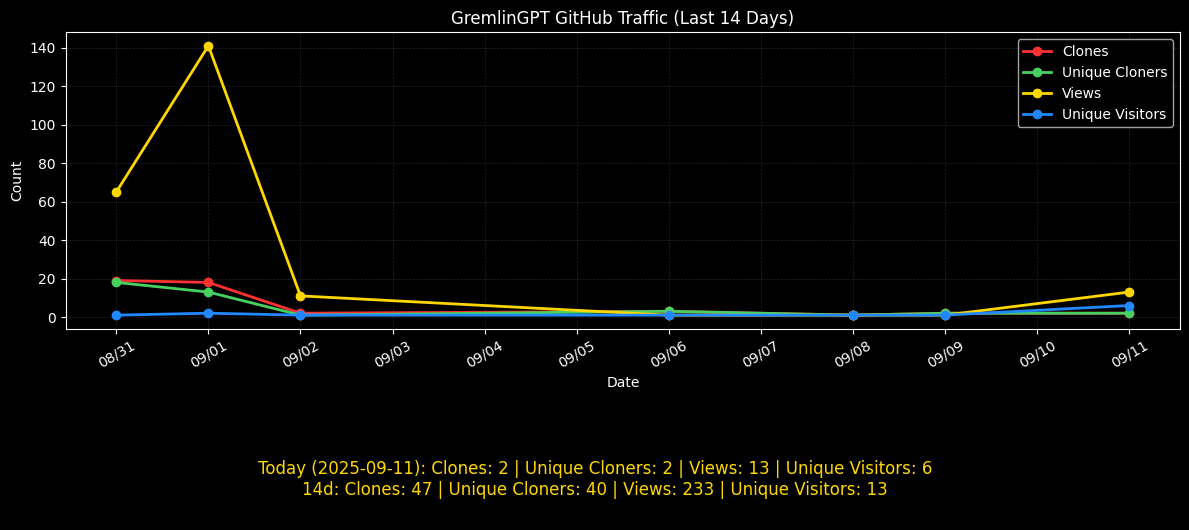 GremlinGPT GitHub Traffic (Last 14 Days)
Clones
Unique Cloners
Views
Unique Visitors
Count
140
120
100
80
60
40
20
0
08/31 09/01 09/02 09/03 09/04 09/05 09/06 09/07 09/08 09/09 09/10 09/11
Date
Today (2025-09-11): Clones: 2 | Unique Cloners: 2 | Views: 13 | Unique Visitors: 6
14d: Clones: 47 | Unique Cloners: 40 | Views: 233 | Unique Visitors: 13